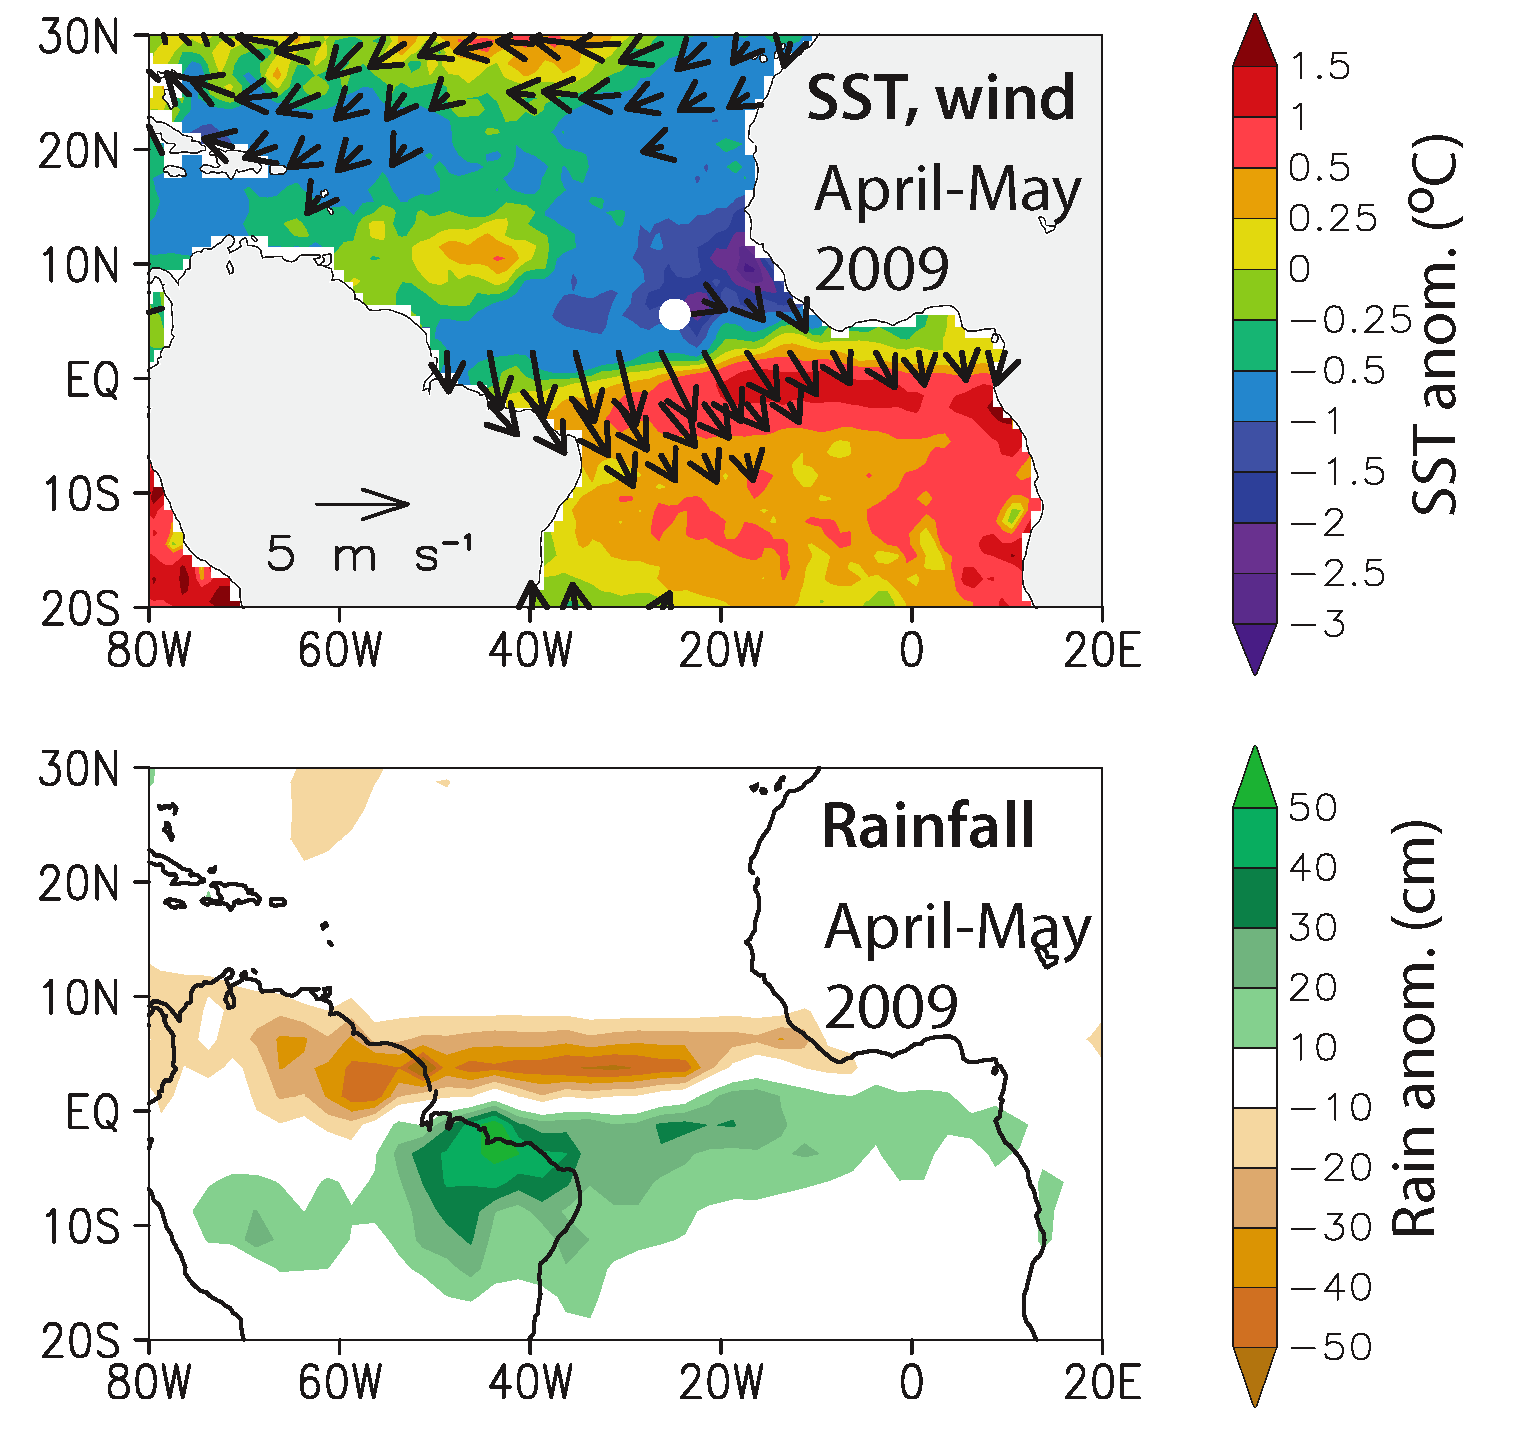 30N
20N
10N
EQ
10S
20S
80W 60W 40W 20W 0 20E
SST, wind
April-May
2009
5 m s⁻¹
1.5
1
0.5
0.25
0
−0.25
−0.5
−1
−1.5
−2
−2.5
−3
SST anom. (ºC)
30N
20N
10N
EQ
10S
20S
80W 60W 40W 20W 0 20E
Rainfall
April-May
2009
50
40
30
20
10
−10
−20
−30
−40
−50
Rain anom. (cm)